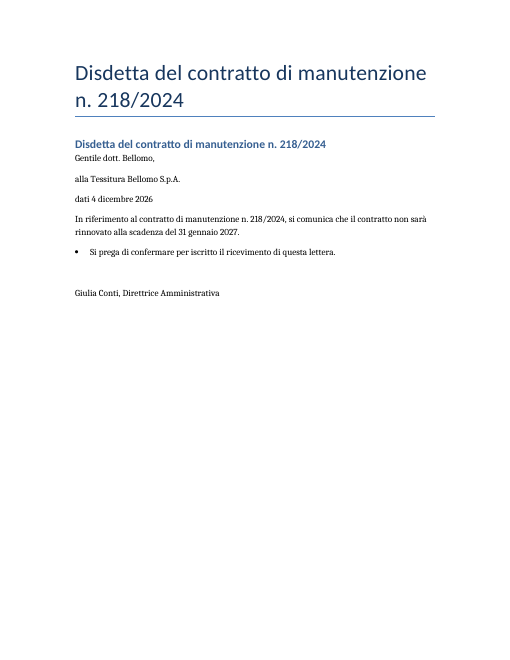 Disdetta del contratto di manutenzione
n. 218/2024
Disdetta del contratto di manutenzione n. 218/2024
Gentile dott. Bellomo,
alla Tessitura Bellomo S.p.A.
dati 4 dicembre 2026
In riferimento al contratto di manutenzione n. 218/2024, si comunica che il contratto non sarà
rinnovato alla scadenza del 31 gennaio 2027.
• Si prega di confermare per iscritto il ricevimento di questa lettera.
Giulia Conti, Direttrice Amministrativa